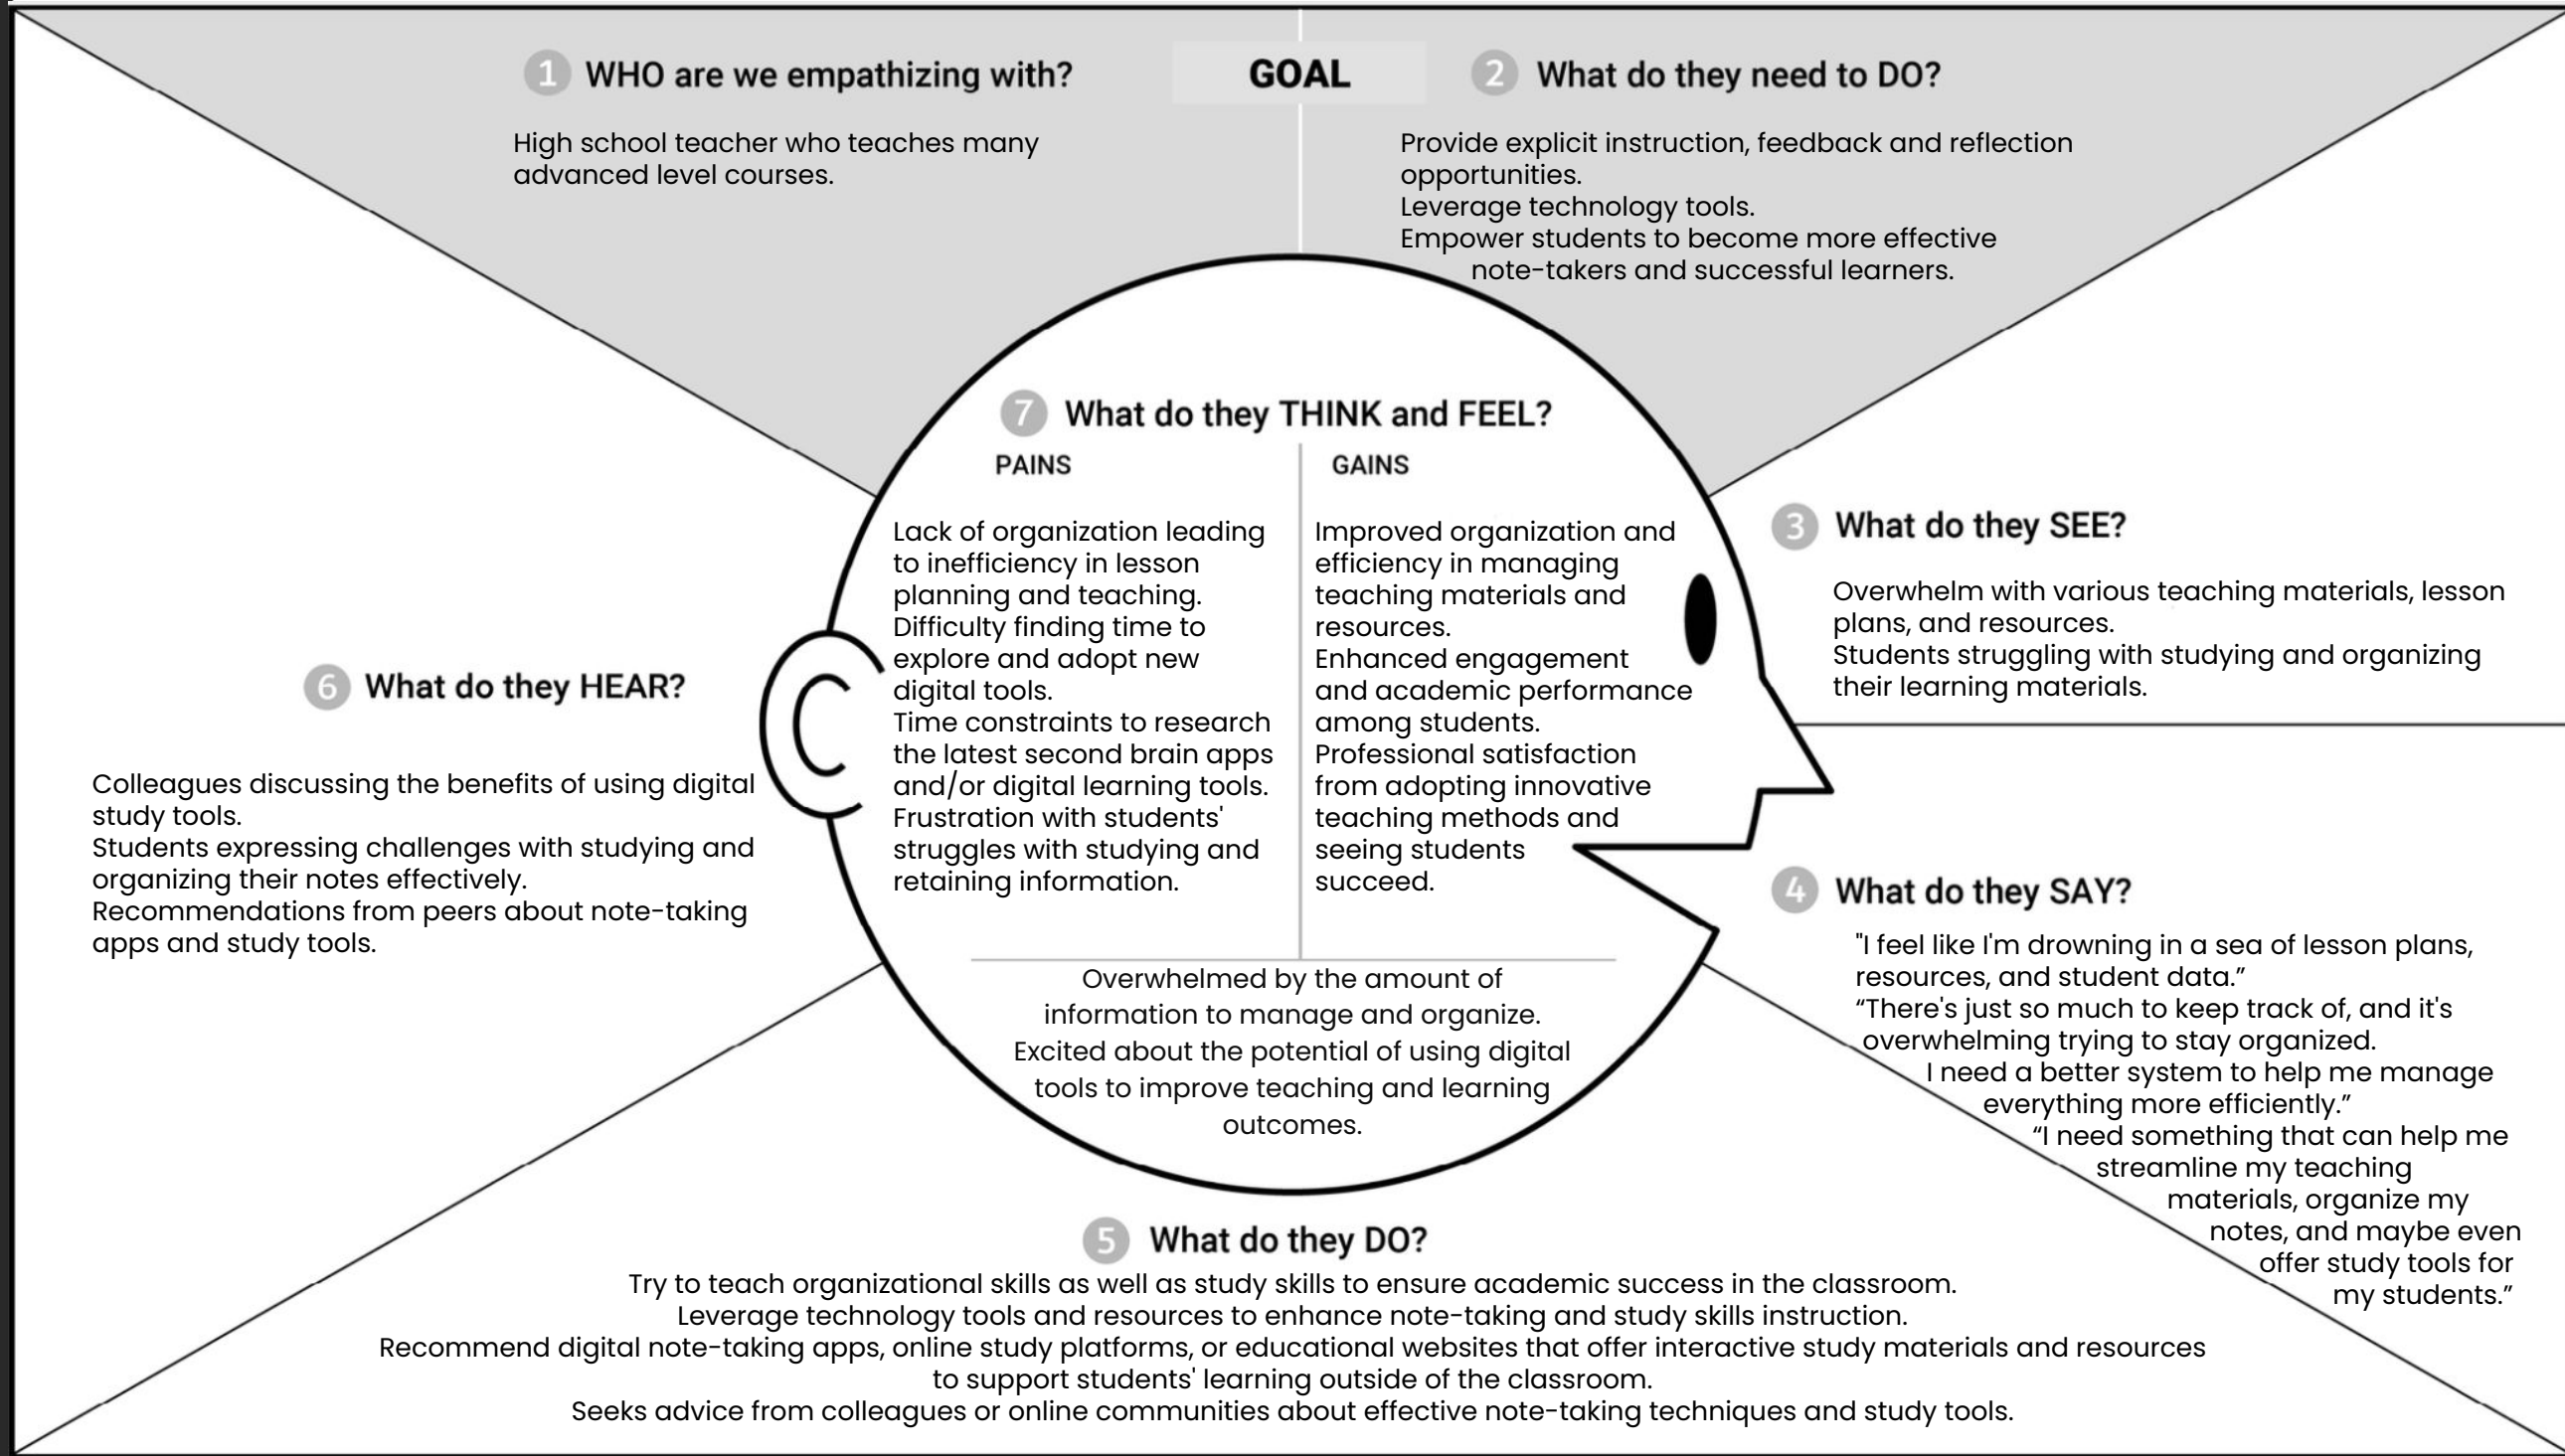 1 WHO are we empathizing with?
High school teacher who teaches many
advanced level courses.
GOAL
2 What do they need to DO?
Provide explicit instruction, feedback and reflection
opportunities.
Leverage technology tools.
Empower students to become more effective
note-takers and successful learners.
3 What do they SEE?
Overwhelm with various teaching materials, lesson
plans, and resources.
Students struggling with studying and organizing
their learning materials.
4 What do they SAY?
"I feel like I'm drowning in a sea of lesson plans,
resources, and student data.”
“There's just so much to keep track of, and it's
overwhelming trying to stay organized.
I need a better system to help me manage
everything more efficiently.”
“I need something that can help me
streamline my teaching
materials, organize my
notes, and maybe even
offer study tools for
my students.”
5 What do they DO?
Try to teach organizational skills as well as study skills to ensure academic success in the classroom.
Leverage technology tools and resources to enhance note-taking and study skills instruction.
Recommend digital note-taking apps, online study platforms, or educational websites that offer interactive study materials and resources
to support students' learning outside of the classroom.
Seeks advice from colleagues or online communities about effective note-taking techniques and study tools.
6 What do they HEAR?
Colleagues discussing the benefits of using digital
study tools.
Students expressing challenges with studying and
organizing their notes effectively.
Recommendations from peers about note-taking
apps and study tools.
7 What do they THINK and FEEL?
PAINS
Lack of organization leading
to inefficiency in lesson
planning and teaching.
Difficulty finding time to
explore and adopt new
digital tools.
Time constraints to research
the latest second brain apps
and/or digital learning tools.
Frustration with students'
struggles with studying and
retaining information.
GAINS
Improved organization and
efficiency in managing
teaching materials and
resources.
Enhanced engagement
and academic performance
among students.
Professional satisfaction
from adopting innovative
teaching methods and
seeing students
succeed.
Overwhelmed by the amount of
information to manage and organize.
Excited about the potential of using digital
tools to improve teaching and learning
outcomes.